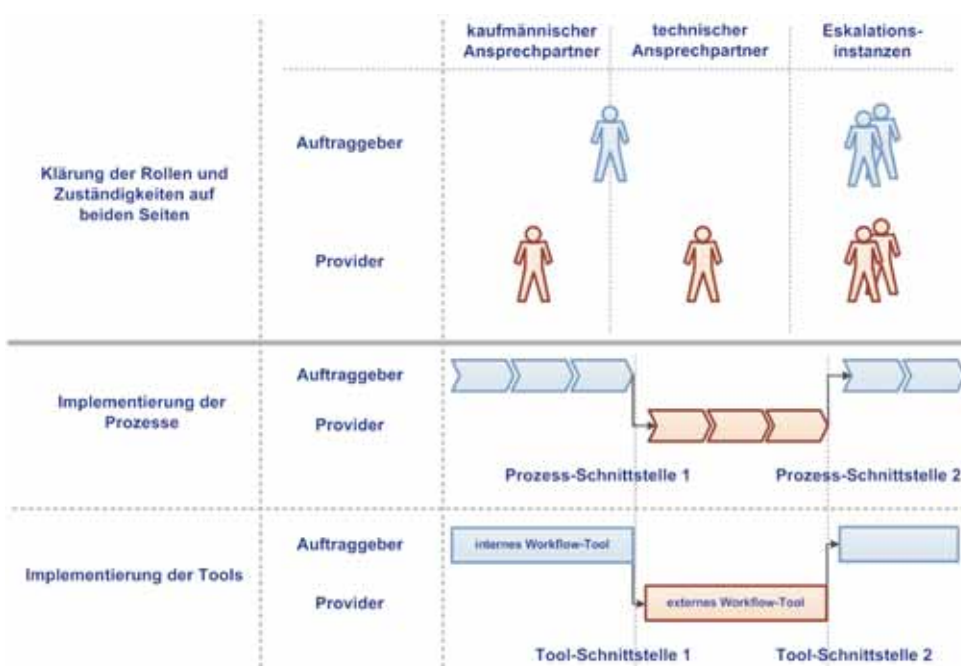 kaufmännischer
Ansprechpartner
technischer
Ansprechpartner
Eskalations-
instanzen
Klärung der Rollen und
Zuständigkeiten auf
beiden Seiten
Auftraggeber
Provider
Implementierung der
Prozesse
Auftraggeber
Provider
Prozess-Schnittstelle 1
Prozess-Schnittstelle 2
Implementierung der Tools
Auftraggeber
internes Workflow-Tool
Provider
externes Workflow-Tool
Tool-Schnittstelle 1
Tool-Schnittstelle 2